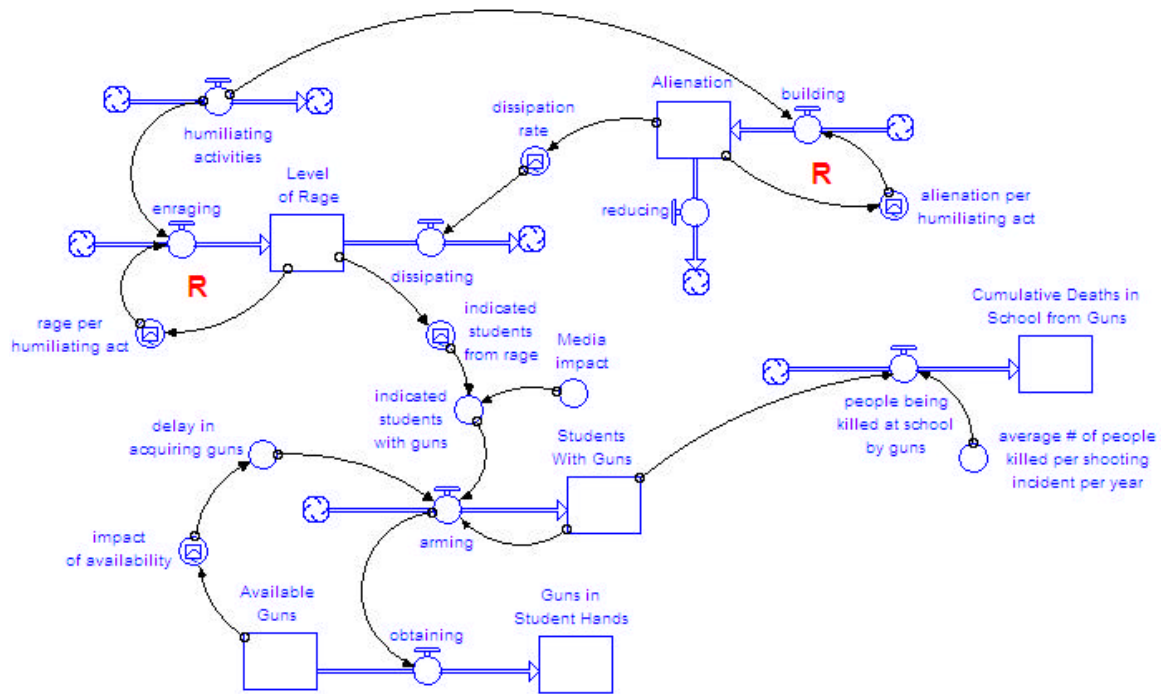 Alienation
building
dissipation
rate
humiliating
activities
Level
of Rage
R
alienation per
humiliating act
enraging
reducing
R
dissipating
Cumulative Deaths in
School from Guns
rage per
humiliating act
indicated
students
from rage
Media
impact
indicated
students
with guns
people being
killed at school
by guns
delay in
acquiring guns
Students
With Guns
average # of people
killed per shooting
incident per year
arming
impact
of availability
Available
Guns
Guns in
Student Hands
obtaining